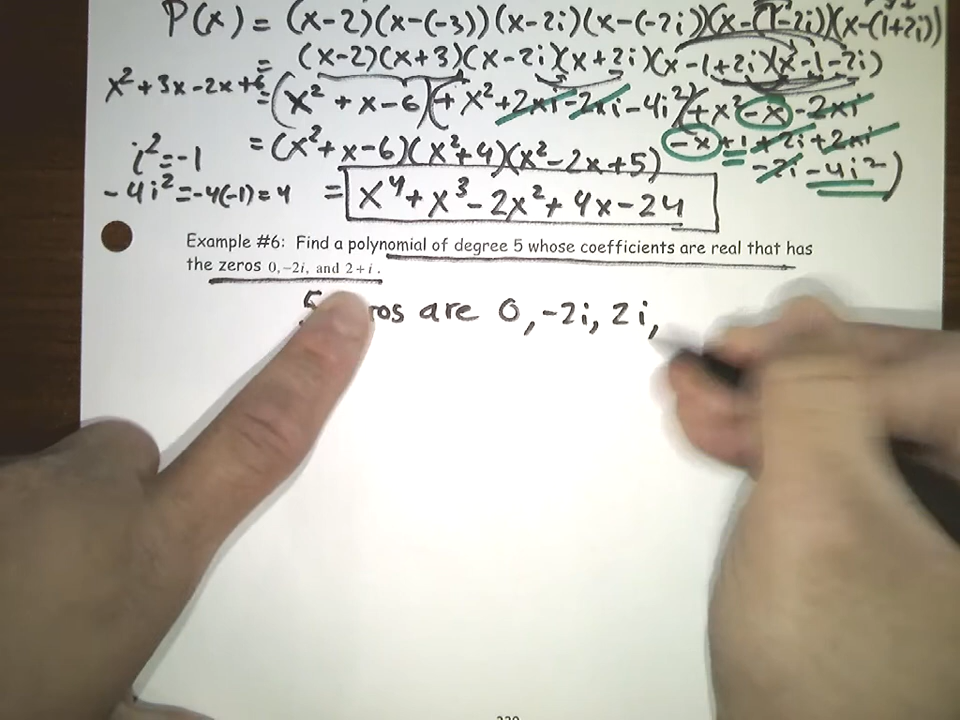 P(x) = (x-2)(x-(-3))(x-2i)(x-(-2i))(x-(1-2i))(x-(1+2i))
= (x-2)(x+3)(x-2i)(x+2i)(x-1+2i)(x-1-2i)
x²+3x-2x+6
= (x²+x-6)(+x²+2xi-2xi-4i²)(+x²-x-2xi
-x+1+2i+2xi
-2i-4i²)
i²=-1
= (x²+x-6)(x²+4)(x²-2x+5)
-4i²=-4(-1)=4
= x⁴+x³-2x²+4x-24
Example #6: Find a polynomial of degree 5 whose coefficients are real that has
the zeros 0,-2i, and 2+i.
5 ros are 0, -2i, 2i,